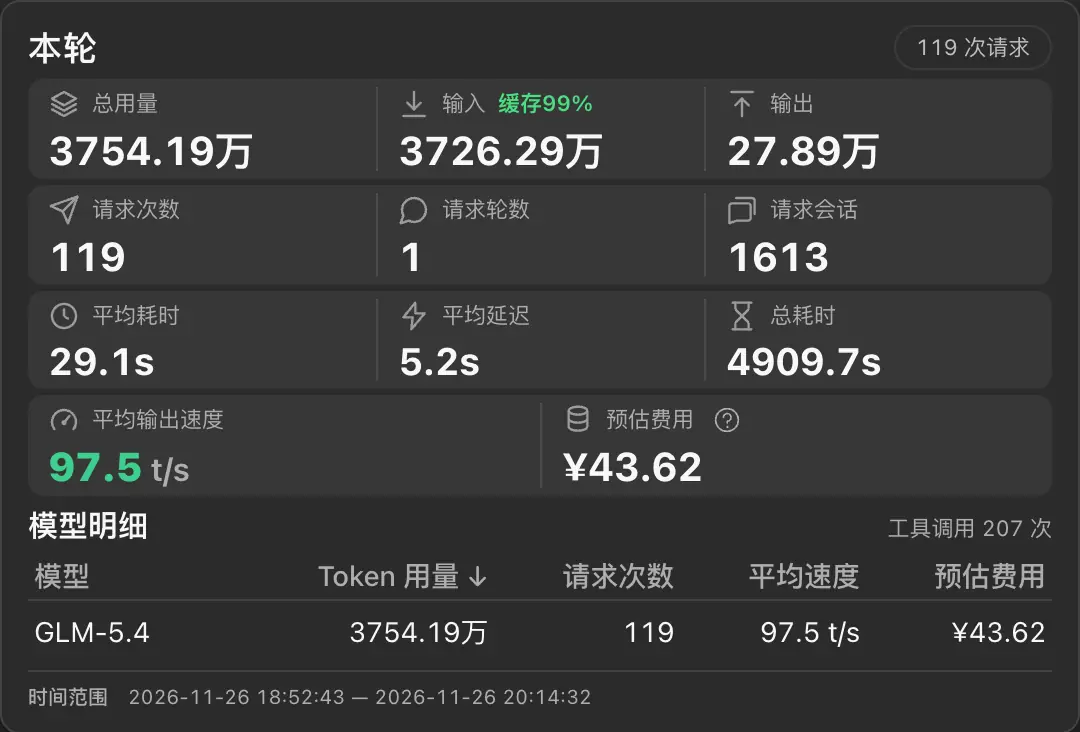 本轮 119 次请求
总用量 输入 缓存99% 输出
3754.19万 3726.29万 27.89万
请求次数 请求轮数 请求会话
119 1 1613
平均耗时 平均延迟 总耗时
29.1s 5.2s 4909.7s
平均输出速度 预估费用 ?
97.5 t/s ¥43.62
模型明细 工具调用 207 次
模型 Token 用量 ↓ 请求次数 平均速度 预估费用
GLM-5.4 3754.19万 119 97.5 t/s ¥43.62
时间范围 2026-11-26 18:52:43 — 2026-11-26 20:14:32